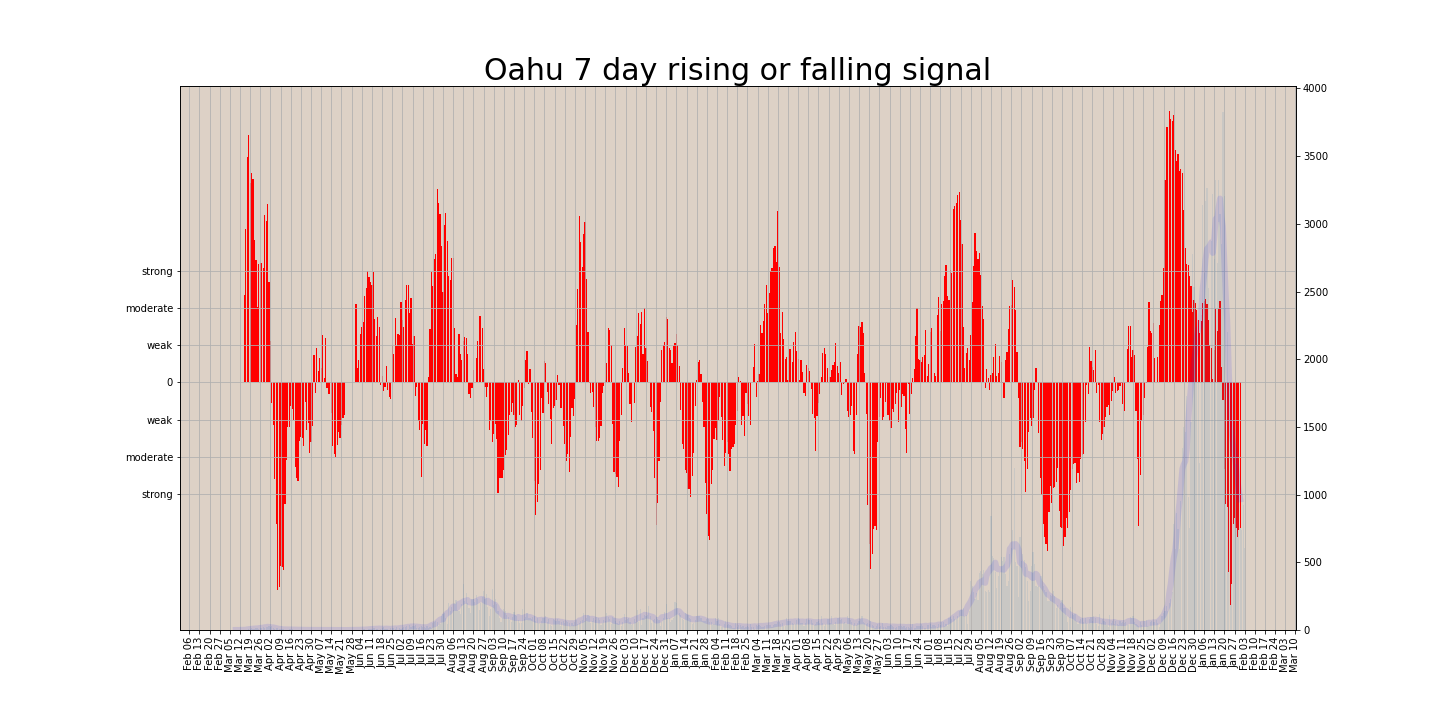 Oahu 7 day rising or falling signal
strong
moderate
weak
0
weak
moderate
strong
4000
3500
3000
2500
2000
1500
1000
500
0
Feb 06
Feb 13
Feb 20
Feb 27
Mar 05
Mar 12
Mar 19
Mar 26
Apr 02
Apr 09
Apr 16
Apr 23
Apr 30
May 07
May 14
May 21
May 28
Jun 04
Jun 11
Jun 18
Jun 25
Jul 02
Jul 09
Jul 16
Jul 23
Jul 30
Aug 06
Aug 13
Aug 20
Aug 27
Sep 03
Sep 10
Sep 17
Sep 24
Oct 01
Oct 08
Oct 15
Oct 22
Oct 29
Nov 05
Nov 12
Nov 19
Nov 26
Dec 03
Dec 10
Dec 17
Dec 24
Dec 31
Jan 07
Jan 14
Jan 21
Jan 28
Feb 04
Feb 11
Feb 18
Feb 25
Mar 04
Mar 11
Mar 18
Mar 25
Apr 01
Apr 08
Apr 15
Apr 22
Apr 29
May 06
May 13
May 20
May 27
Jun 03
Jun 10
Jun 17
Jun 24
Jul 01
Jul 08
Jul 15
Jul 22
Jul 29
Aug 05
Aug 12
Aug 19
Aug 26
Sep 02
Sep 09
Sep 16
Sep 23
Sep 30
Oct 07
Oct 14
Oct 21
Oct 28
Nov 04
Nov 11
Nov 18
Nov 25
Dec 02
Dec 09
Dec 16
Dec 23
Dec 30
Jan 06
Jan 13
Jan 20
Jan 27
Feb 03
Feb 10
Feb 17
Feb 24
Mar 03
Mar 10